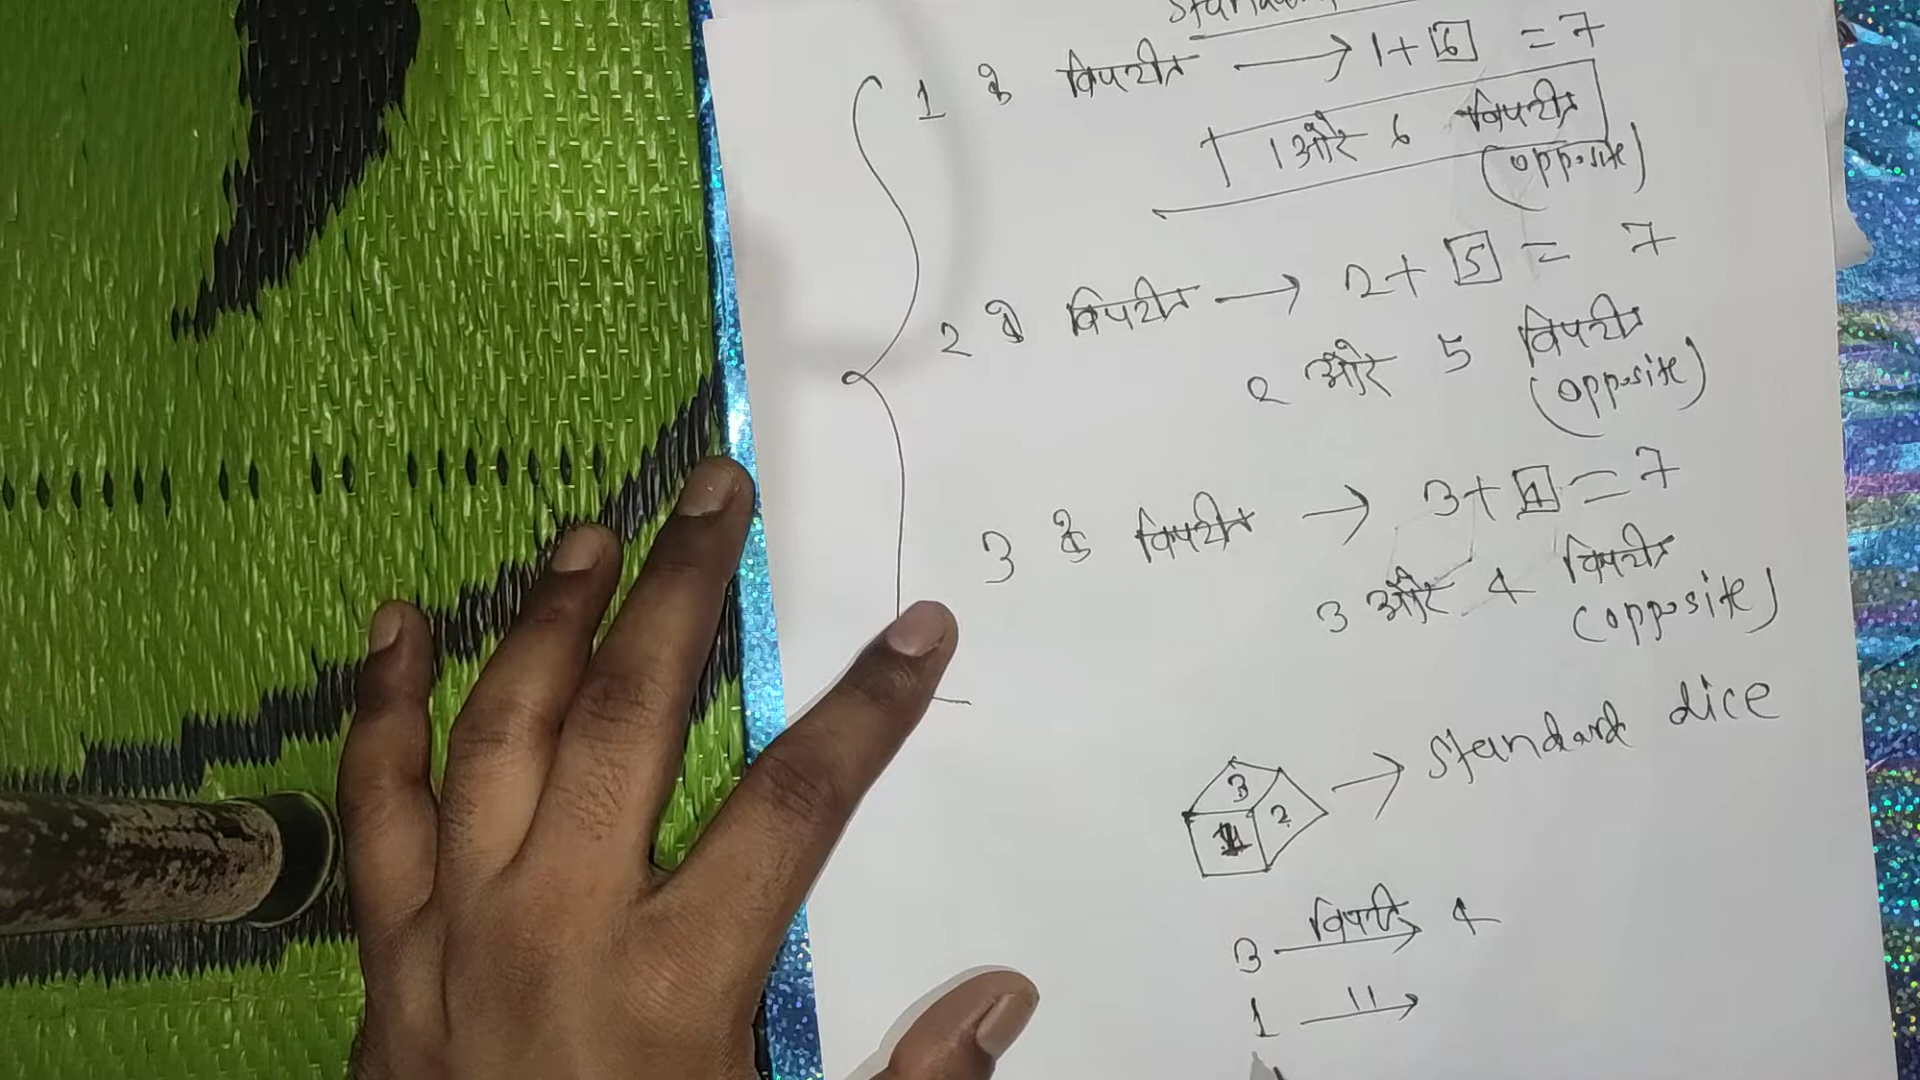 1 के विपरीत → 1 + 6 = 7
1 और 6 विपरीत
(opposite)
2 के विपरीत → 2 + 5 = 7
2 और 5 विपरीत
(opposite)
3 के विपरीत → 3 + 4 = 7
3 और 4 विपरीत
(opposite)
3
1 2 → standard dice
3 विपरीत → 4
1 11 →